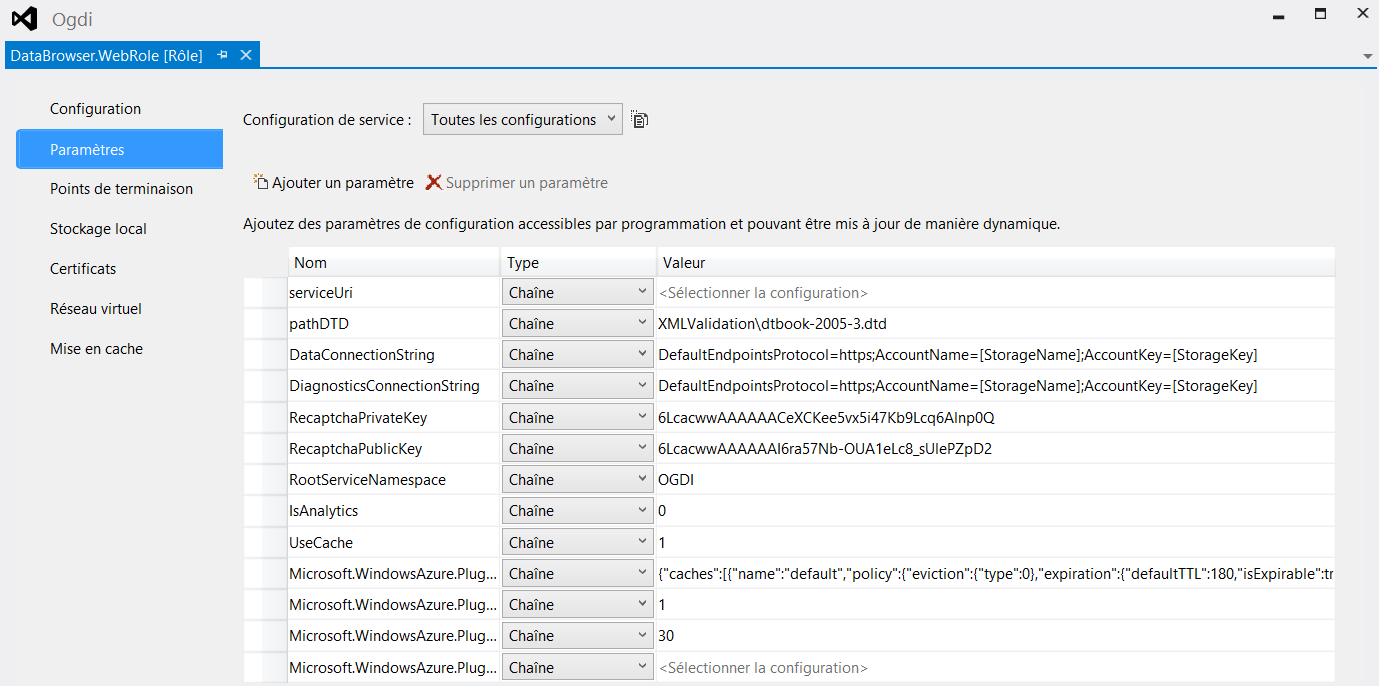 Ogdi
DataBrowser.WebRole [Rôle]
Configuration
Paramètres
Points de terminaison
Stockage local
Certificats
Réseau virtuel
Mise en cache
Configuration de service : Toutes les configurations
Ajouter un paramètre Supprimer un paramètre
Ajoutez des paramètres de configuration accessibles par programmation et pouvant être mis à jour de manière dynamique.
Nom Type Valeur
serviceUri Chaîne <Sélectionner la configuration>
pathDTD Chaîne XMLValidation\dtbook-2005-3.dtd
DataConnectionString Chaîne DefaultEndpointsProtocol=https;AccountName=[StorageName];AccountKey=[StorageKey]
DiagnosticsConnectionString Chaîne DefaultEndpointsProtocol=https;AccountName=[StorageName];AccountKey=[StorageKey]
RecaptchaPrivateKey Chaîne 6LcacwwAAAAAACeXCKee5vx5i47Kb9Lcq6AInp0Q
RecaptchaPublicKey Chaîne 6LcacwwAAAAAAI6ra57Nb-OUA1eLc8_sUIePZpD2
RootServiceNamespace Chaîne OGDI
IsAnalytics Chaîne 0
UseCache Chaîne 1
Microsoft.WindowsAzure.Plug... Chaîne {"caches":[{"name":"default","policy":{"eviction":{"type":0},"expiration":{"defaultTTL":180,"isExpirable":tr
Microsoft.WindowsAzure.Plug... Chaîne 1
Microsoft.WindowsAzure.Plug... Chaîne 30
Microsoft.WindowsAzure.Plug... Chaîne <Sélectionner la configuration>